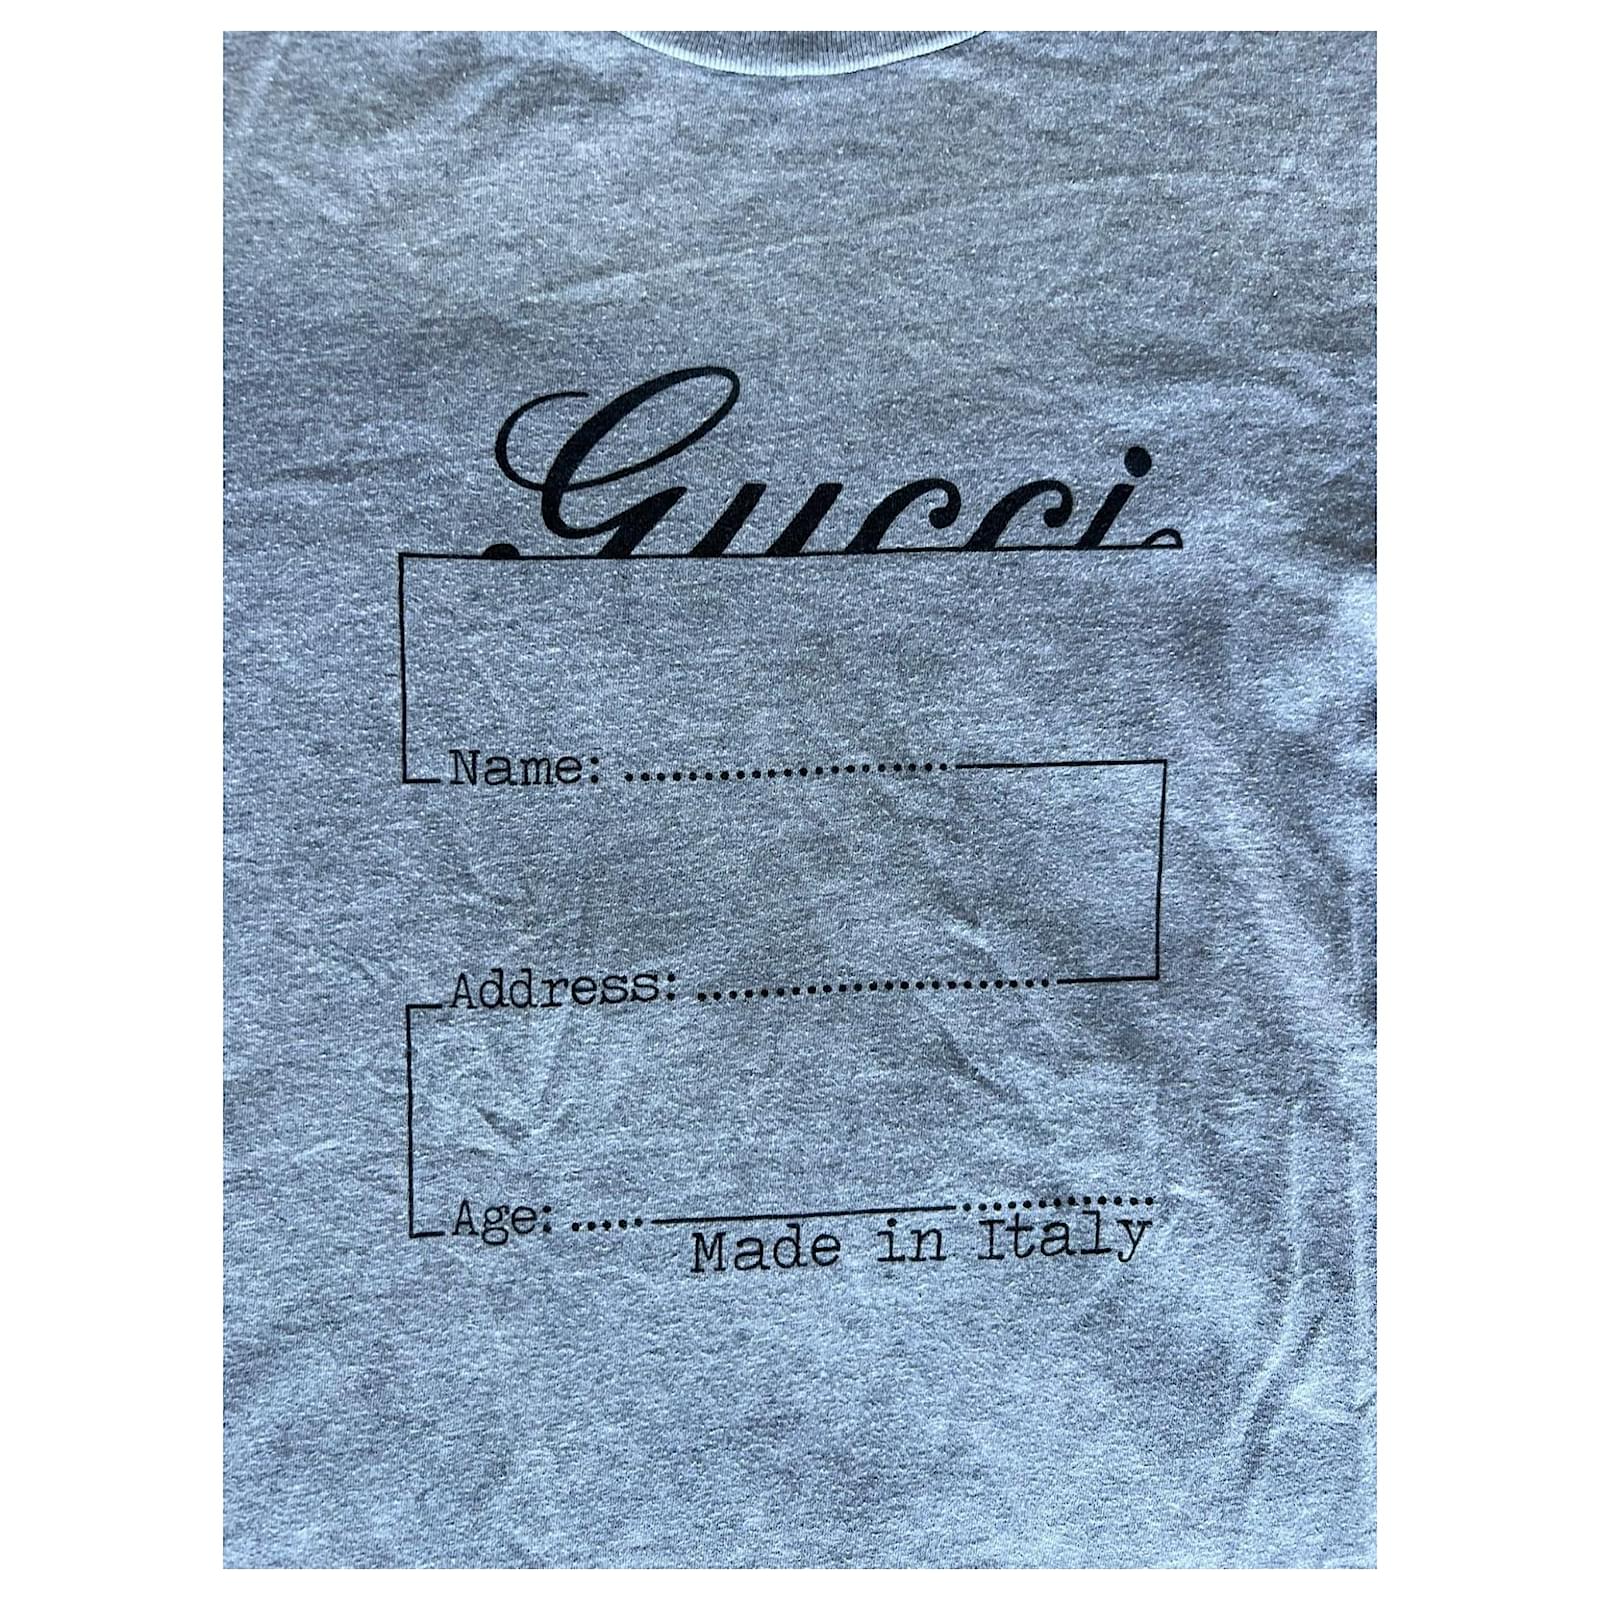 Gucci
Name: ..........................
Address: ............................
Age: ...... ................
Made in Italy